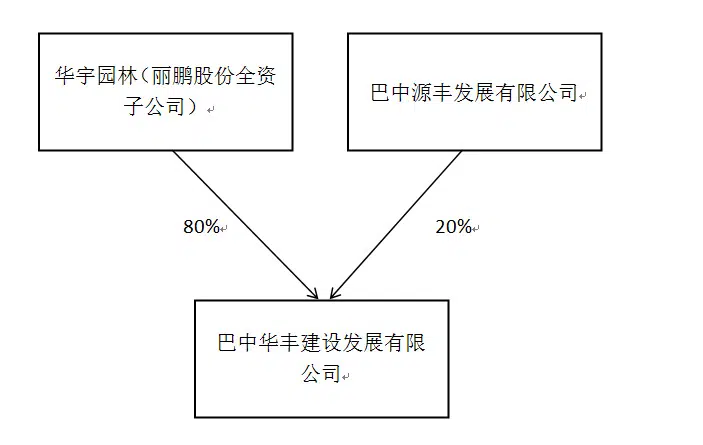 华宇园林（丽鹏股份全资
子公司）
巴中源丰发展有限公司
80%
20%
巴中华丰建设发展有限
公司